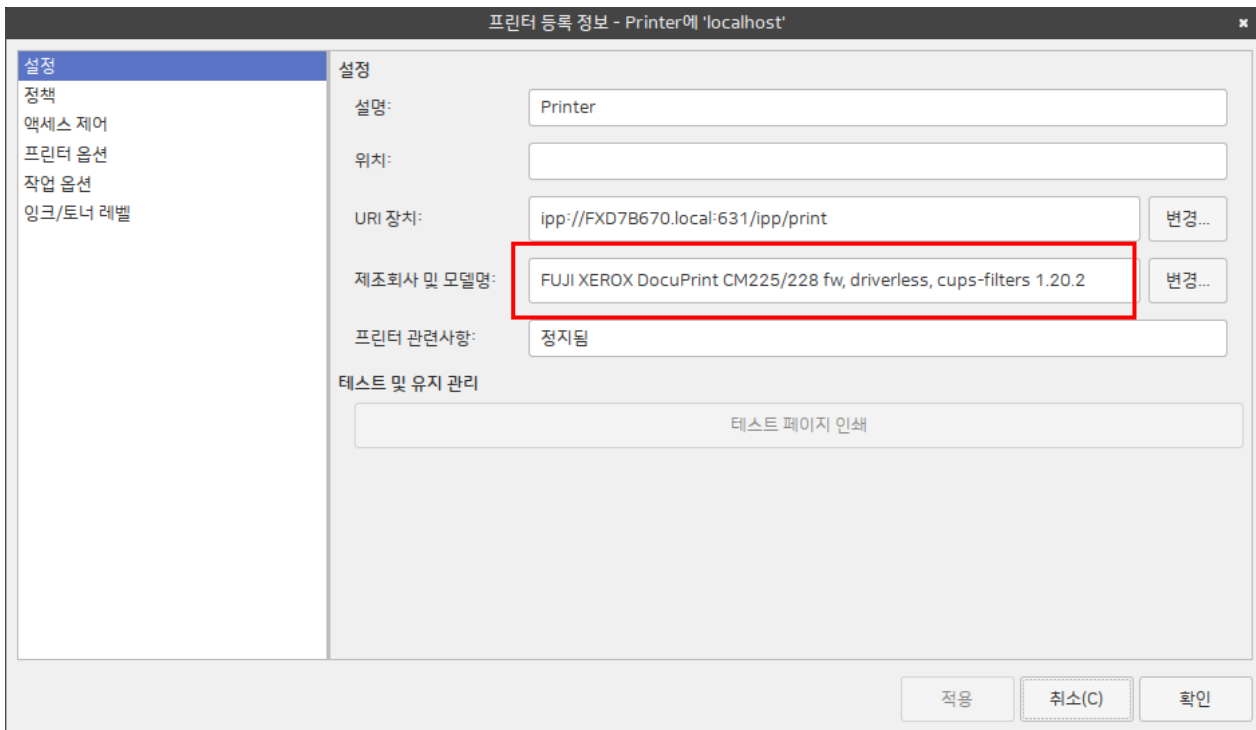 프린터 등록 정보 - Printer에 'localhost'
설정
정책
액세스 제어
프린터 옵션
작업 옵션
잉크/토너 레벨
설정
설명: Printer
위치:
URI 장치: ipp://FXD7B670.local:631/ipp/print 변경...
제조회사 및 모델명: FUJI XEROX DocuPrint CM225/228 fw, driverless, cups-filters 1.20.2 변경...
프린터 관련사항: 정지됨
테스트 및 유지 관리
테스트 페이지 인쇄
적용 취소(C) 확인